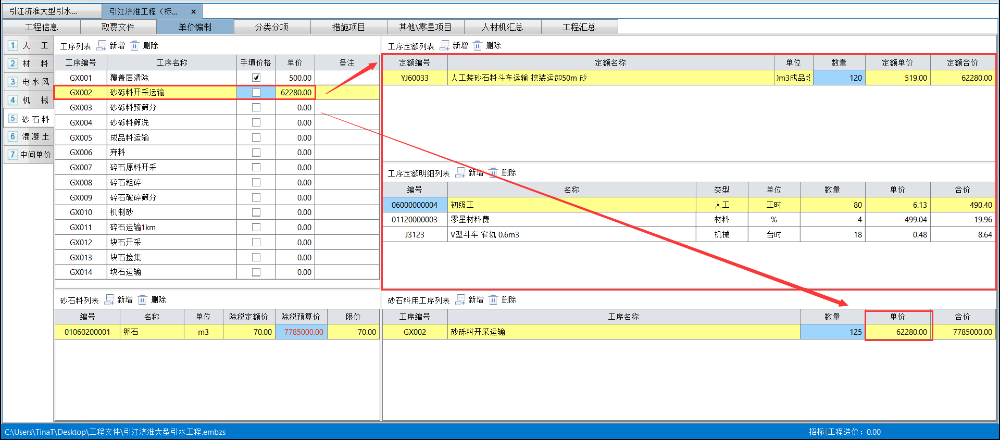 引江济淮大型引水...
引江济淮工程（标... x
工程信息 取费文件 单价编制 分类分项 措施项目 其他\零星项目 人材机汇总 工程汇总
1 人 工
2 材 料
3 电 水 风
4 机 械
5 砂 石 料
6 混 凝 土
7 中间单价
工序列表 新增 删除
工序编号 工序名称 手填价格 单价 备注
GX001 覆盖层清除 500.00
GX002 砂砾料开采运输 62280.00
GX003 砂砾料预筛分 0.00
GX004 砂砾料筛洗 0.00
GX005 成品料运输 0.00
GX006 弃料 0.00
GX007 碎石原料开采 0.00
GX008 碎石粗碎 0.00
GX009 碎石破碎筛分 0.00
GX010 机制砂 0.00
GX011 碎石运输1km 0.00
GX012 块石开采 0.00
GX013 块石捡集 0.00
GX014 块石运输 0.00
工序定额列表 新增 删除
定额编号 定额名称 单位 数量 定额单价 定额合价
YJ60033 人工装砂石料斗车运输 挖装运卸50m 砂 m3成品 120 519.00 62280.00
工序定额明细列表 新增 删除
编号 名称 类型 单位 数量 单价 合价
06000000004 初级工 人工 工时 80 6.13 490.40
01120000003 零星材料费 材料 % 4 499.04 19.96
J3123 V型斗车 窄轨 0.6m3 机械 台时 18 0.48 8.64
砂石料列表 新增 删除
编号 名称 单位 除税定额价 除税预算价 限价
01060200001 卵石 m3 70.00 7785000.00 70.00
砂石料用工序列表 新增 删除
工序编号 工序名称 数量 单价 合价
GX002 砂砾料开采运输 125 62280.00 7785000.00
C:\Users\TinaT\Desktop\工程文件\引江济淮大型引水工程.embzs
招标 工程造价：0.00